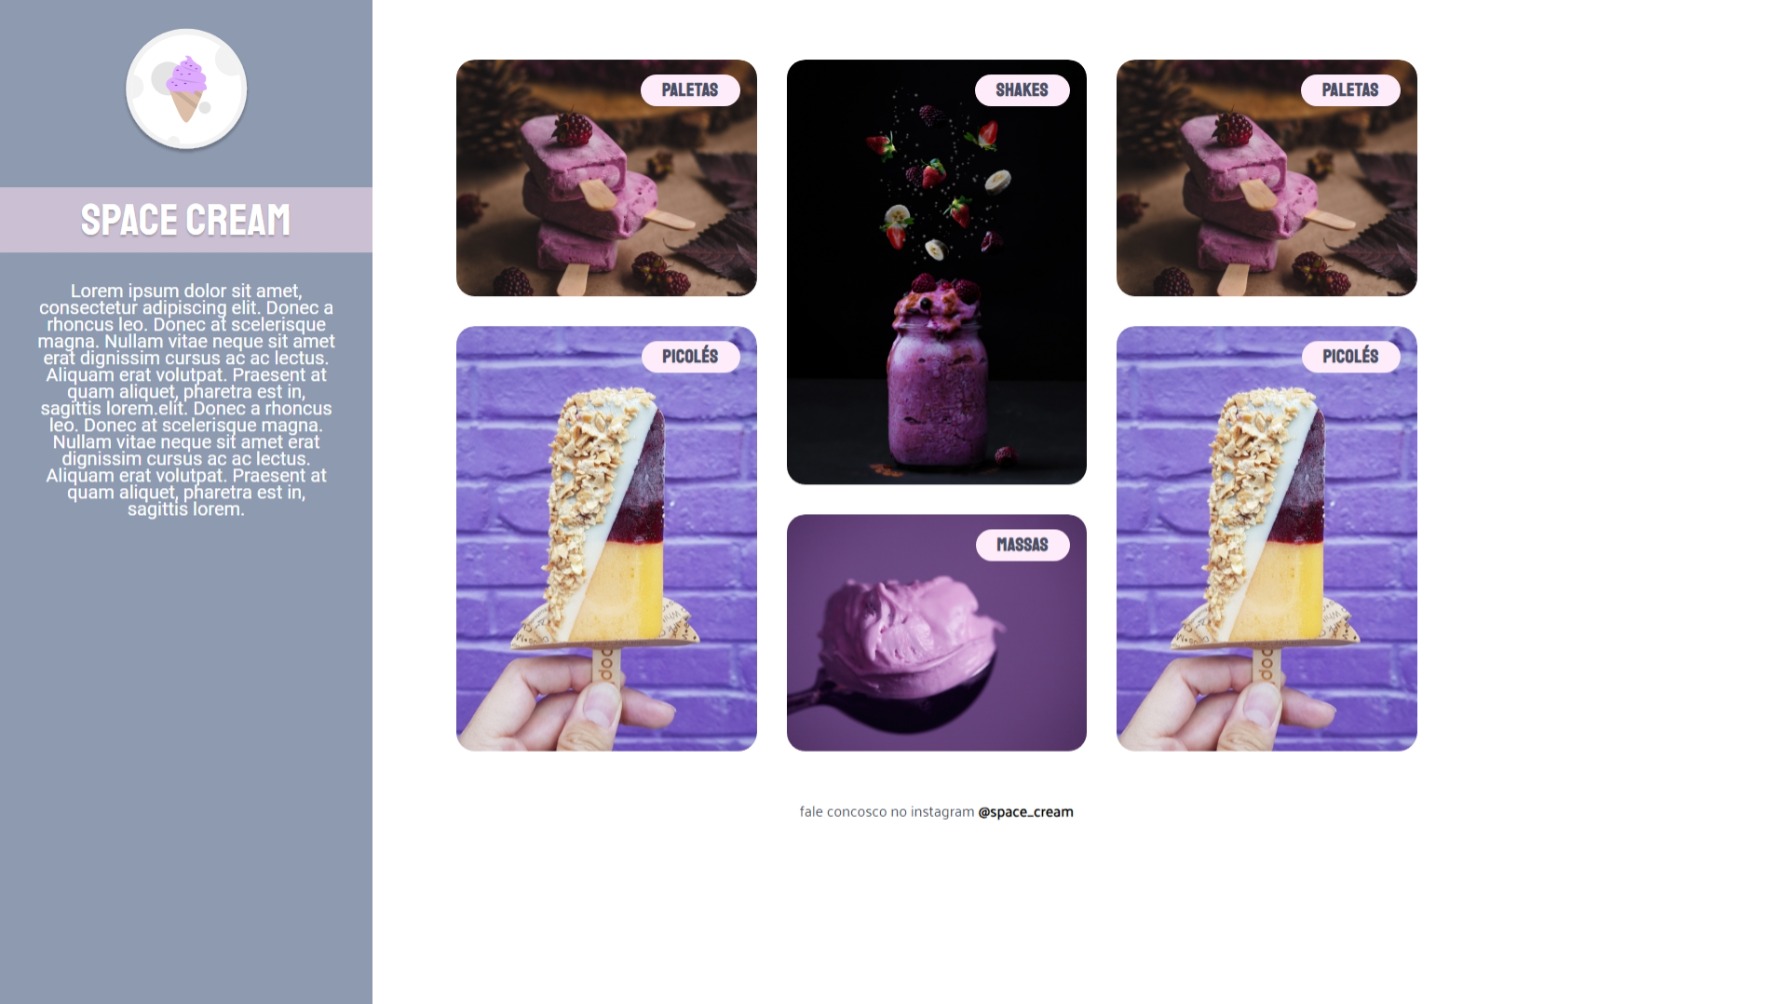 SPACE CREAM
Lorem ipsum dolor sit amet,
consectetur adipiscing elit. Donec a
rhoncus leo. Donec at scelerisque
magna. Nullam vitae neque sit amet
erat dignissim cursus ac ac lectus.
Aliquam erat volutpat. Praesent at
quam aliquet, pharetra est in,
sagittis lorem.elit. Donec a rhoncus
leo. Donec at scelerisque magna.
Nullam vitae neque sit amet erat
dignissim cursus ac ac lectus.
Aliquam erat volutpat. Praesent at
quam aliquet, pharetra est in,
sagittis lorem.
PALETAS
SHAKES
PALETAS
PICOLÉS
PICOLÉS
MASSAS
fale concosco no instagram @space_cream